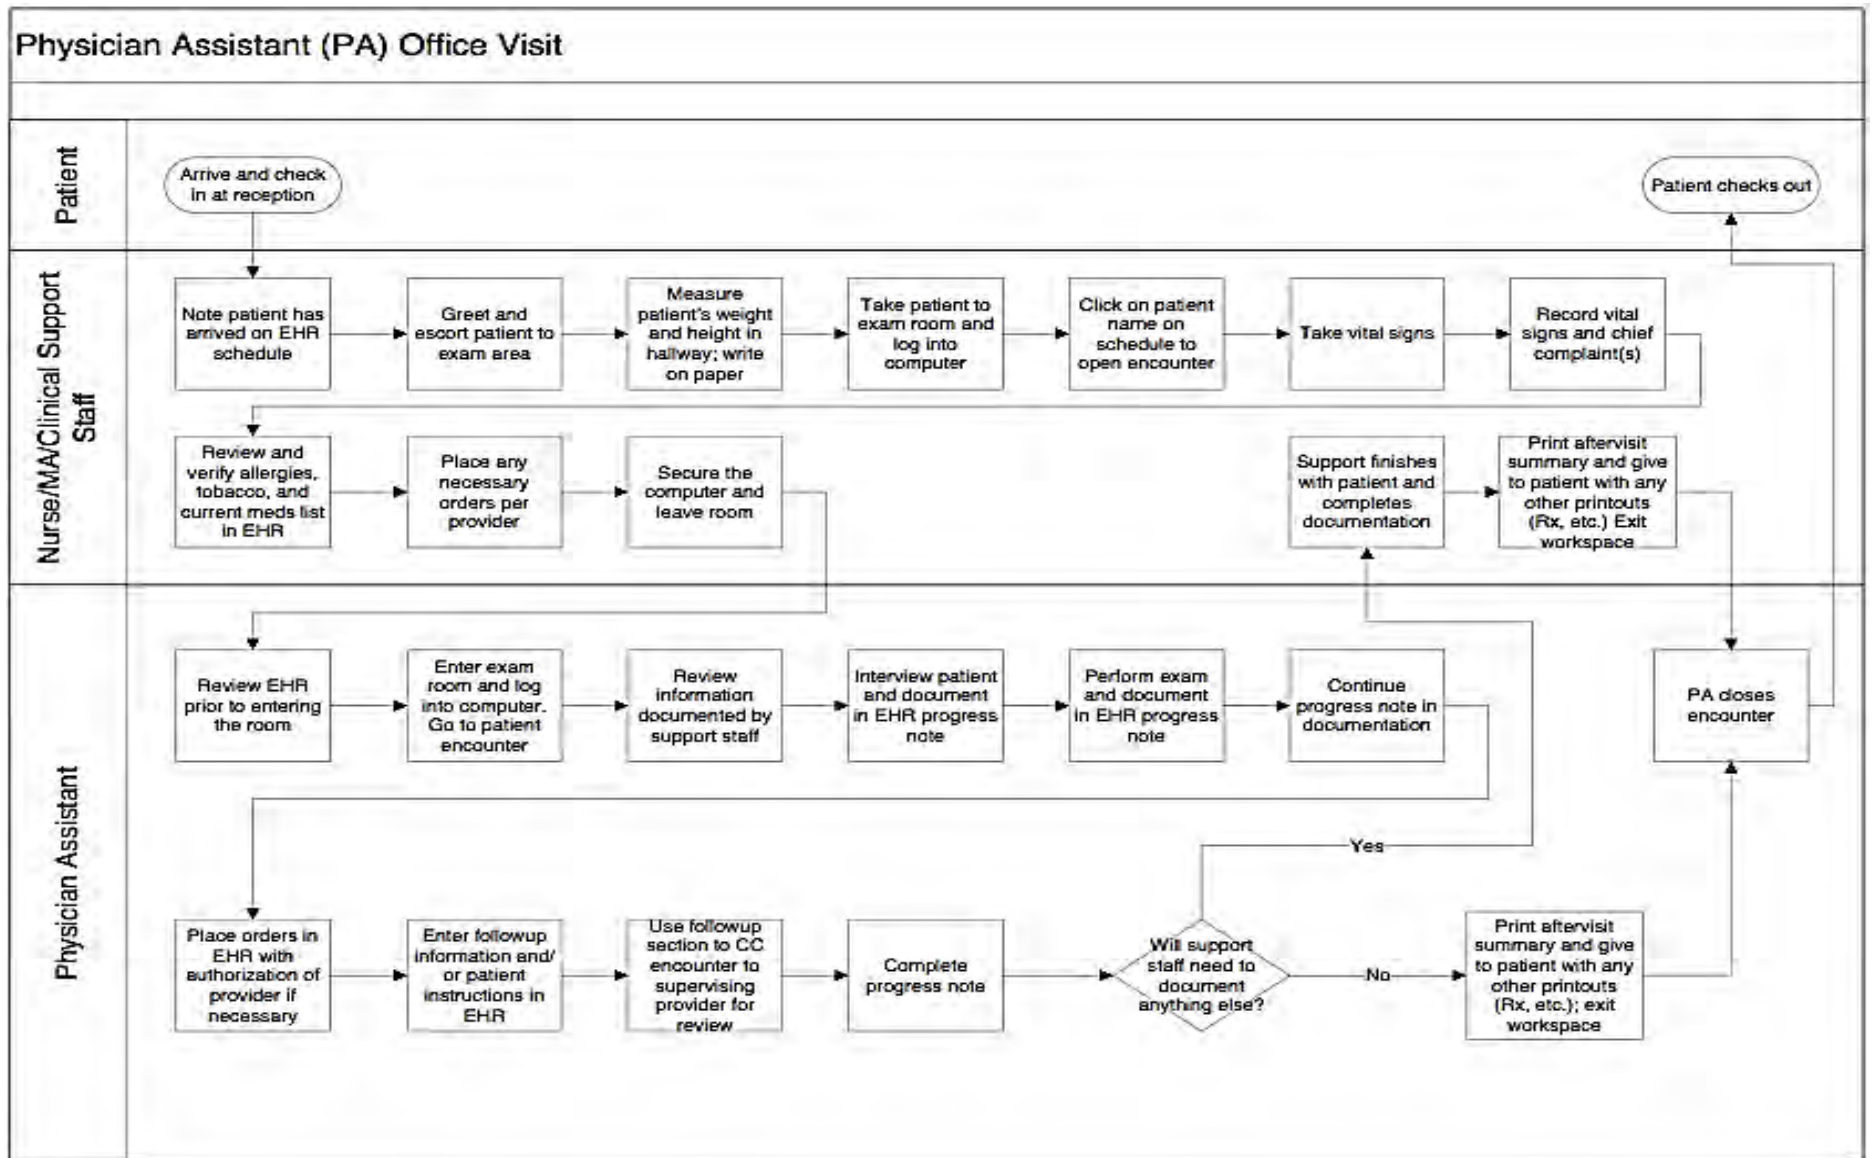 Physician Assistant (PA) Office Visit
Patient
Arrive and check
in at reception
Patient checks out
Nurse/MA/Clinical Support
Staff
Note patient has
arrived on EHR
schedule
Greet and
escort patient to
exam area
Measure
patient's weight
and height in
hallway; write
on paper
Take patient to
exam room and
log into
computer
Click on patient
name on
schedule to
open encounter
Take vital signs
Record vital
signs and chief
complaint(s)
Review and
verify allergies,
tobacco, and
current meds list
in EHR
Place any
necessary
orders per
provider
Secure the
computer and
leave room
Support finishes
with patient and
completes
documentation
Print aftervisit
summary and give
to patient with any
other printouts
(Rx, etc.) Exit
workspace
Physician Assistant
Review EHR
prior to entering
the room
Enter exam
room and log
into computer.
Go to patient
encounter
Review
information
documented by
support staff
Interview patient
and document
in EHR progress
note
Perform exam
and document
in EHR progress
note
Continue
progress note in
documentation
PA closes
encounter
Yes
Place orders in
EHR with
authorization of
provider if
necessary
Enter followup
information and/
or patient
instructions in
EHR
Use followup
section to CC
encounter to
supervising
provider for
review
Complete
progress note
Will support
staff need to
document
anything else?
No
Print aftervisit
summary and give
to patient with any
other printouts
(Rx, etc.); exit
workspace